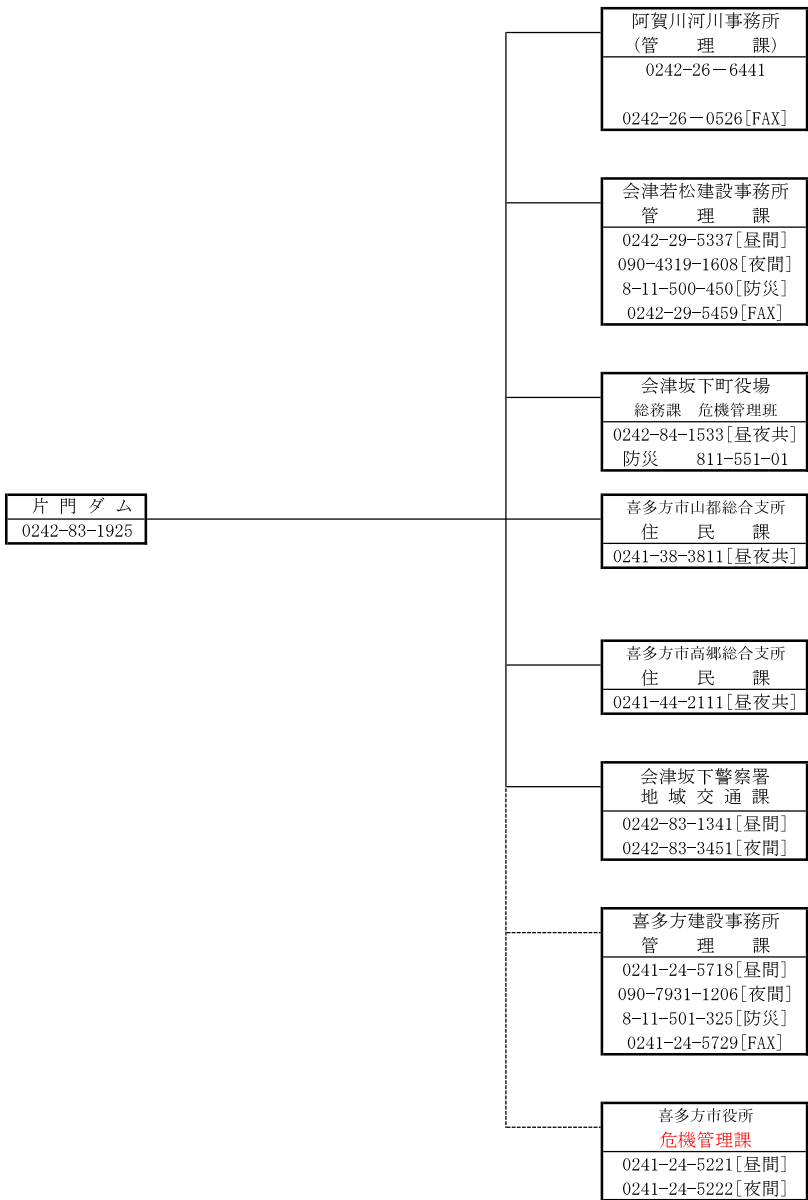 阿賀川河川事務所
(管　理　課)
0242-26－6441
0242-26－0526[FAX]
会津若松建設事務所
管　理　課
0242-29-5337[昼間]
090-4319-1608[夜間]
8-11-500-450[防災]
0242-29-5459[FAX]
会津坂下町役場
総務課　危機管理班
0242-84-1533[昼夜共]
防災　811-551-01
片 門 ダ ム
0242-83-1925
喜多方市山都総合支所
住　民　課
0241-38-3811[昼夜共]
喜多方市高郷総合支所
住　民　課
0241-44-2111[昼夜共]
会津坂下警察署
地 域 交 通 課
0242-83-1341[昼間]
0242-83-3451[夜間]
喜多方建設事務所
管　理　課
0241-24-5718[昼間]
090-7931-1206[夜間]
8-11-501-325[防災]
0241-24-5729[FAX]
喜多方市役所
危機管理課
0241-24-5221[昼間]
0241-24-5222[夜間]